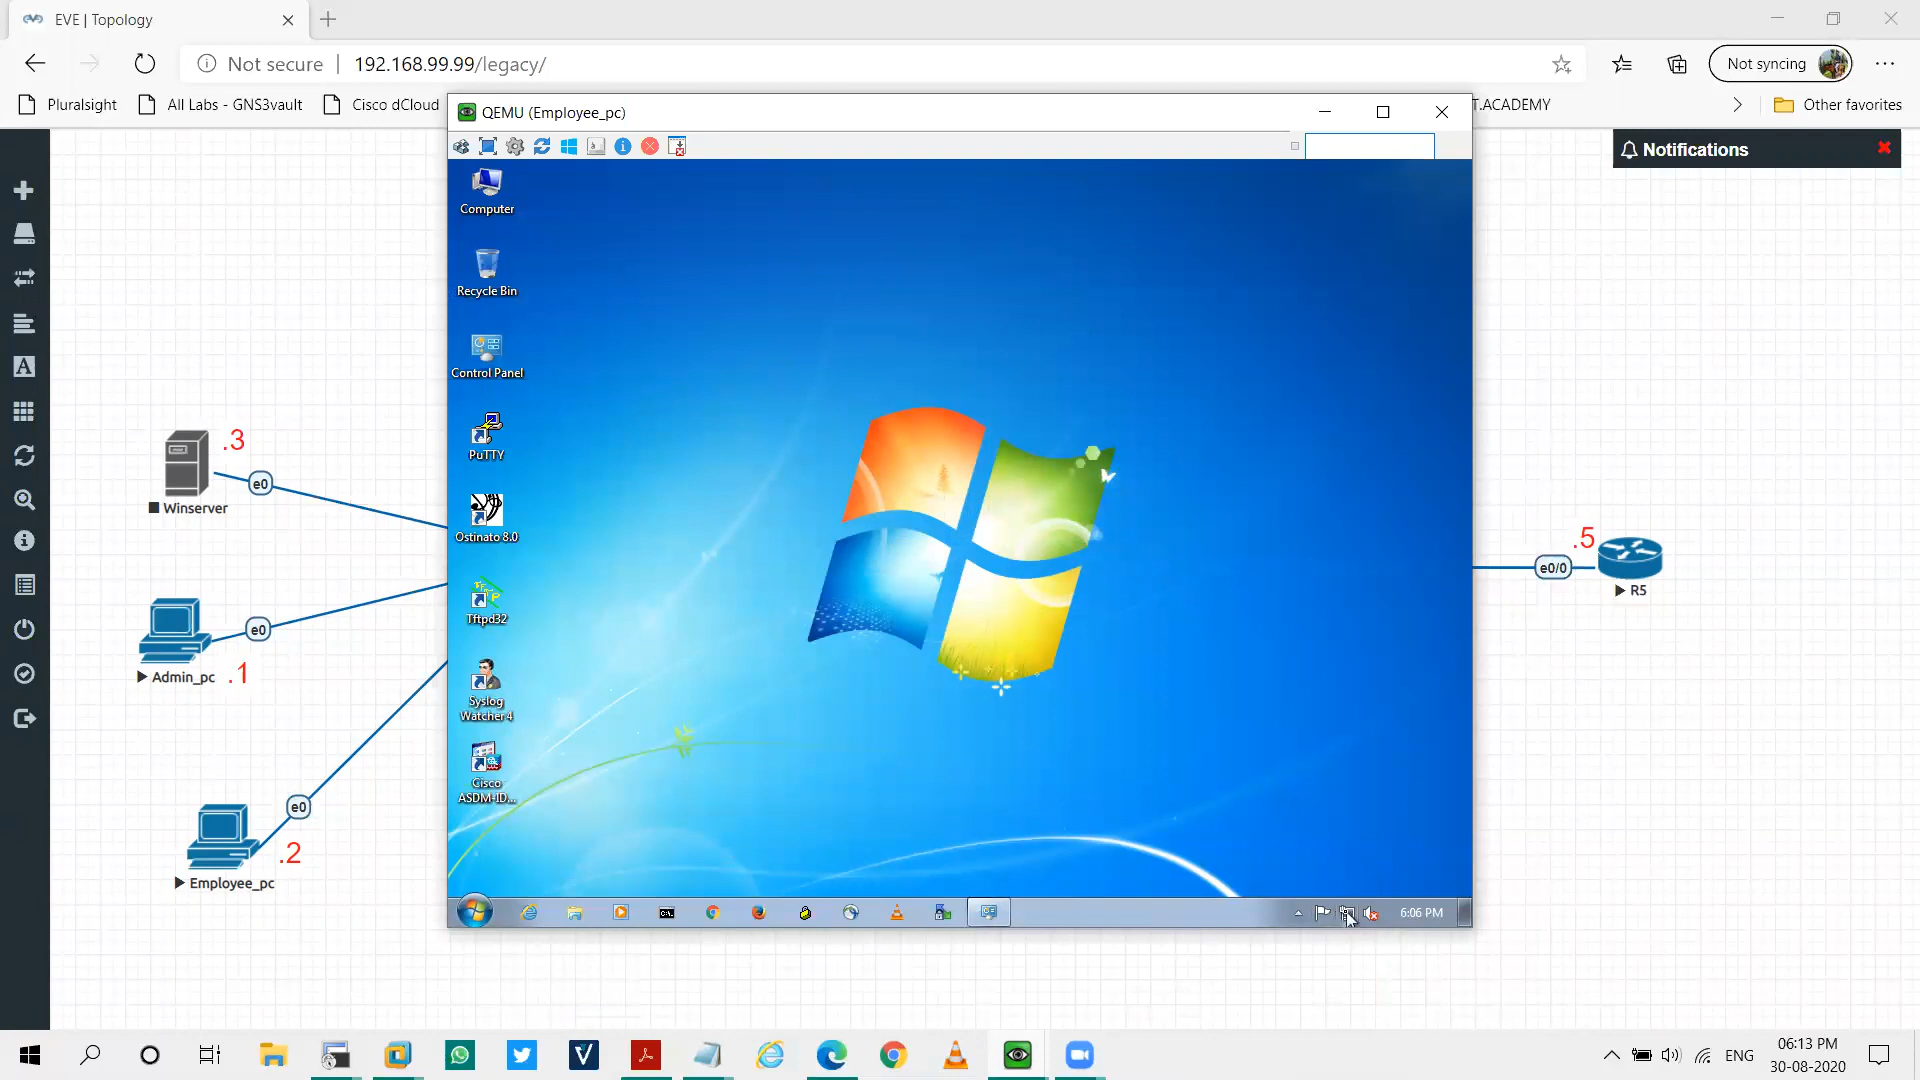 EVE | Topology
Not secure
192.168.99.99/legacy/
Not syncing
Pluralsight
All Labs - GNS3vault
Cisco dCloud
T.ACADEMY
Other favorites
QEMU (Employee_pc)
Notifications
Computer
Recycle Bin
Control Panel
PuTTY
Ostinato 8.0
Tftpd32
Syslog
Watcher 4
Cisco
ASDM-ID...
.3
e0
Winserver
e0
Admin_pc
.1
e0
.2
Employee_pc
.5
e0/0
R5
6:06 PM
ENG
06:13 PM
30-08-2020